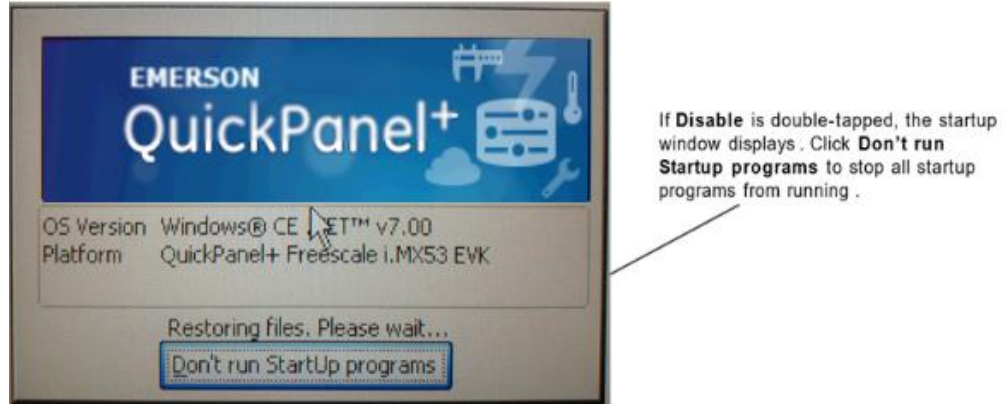 EMERSON
QuickPanel+
OS Version Windows® CE .NET™ v7.00
Platform QuickPanel+ Freescale i.MX53 EVK
Restoring files. Please wait...
Don't run StartUp programs
If Disable is double-tapped, the startup
window displays . Click Don't run
Startup programs to stop all startup
programs from running .